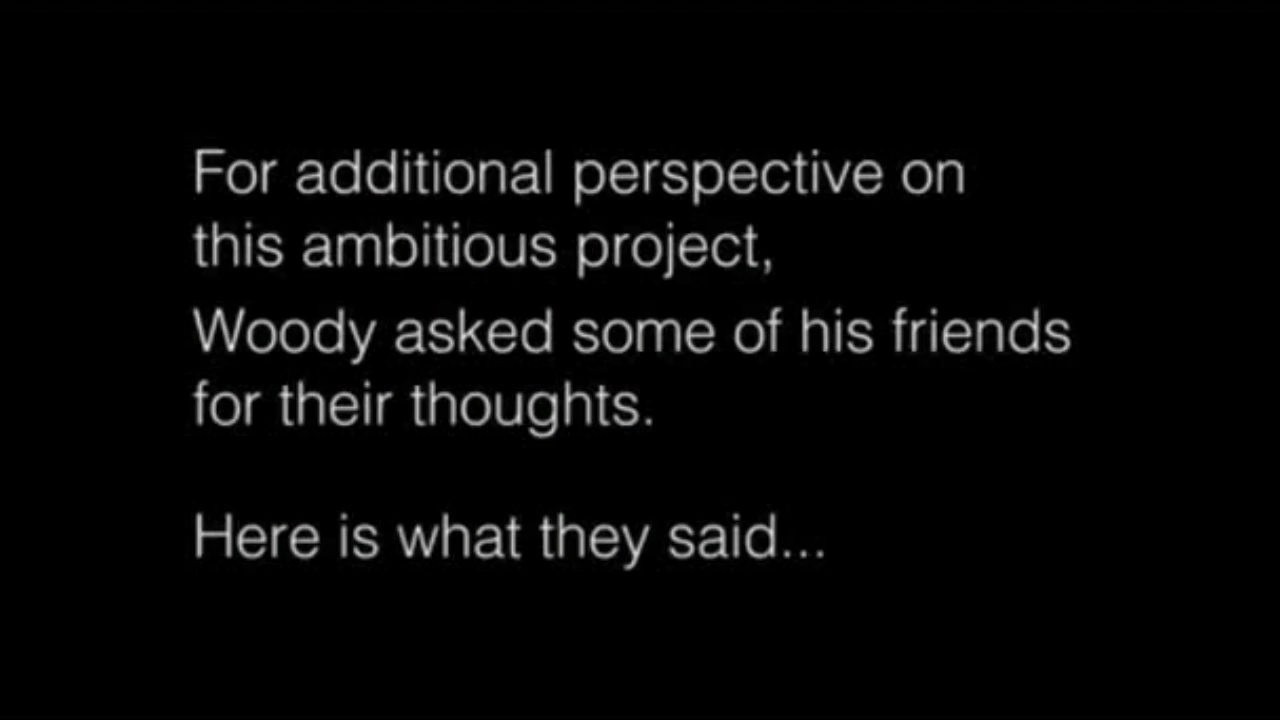 For additional perspective on
this ambitious project,
Woody asked some of his friends
for their thoughts.
Here is what they said...